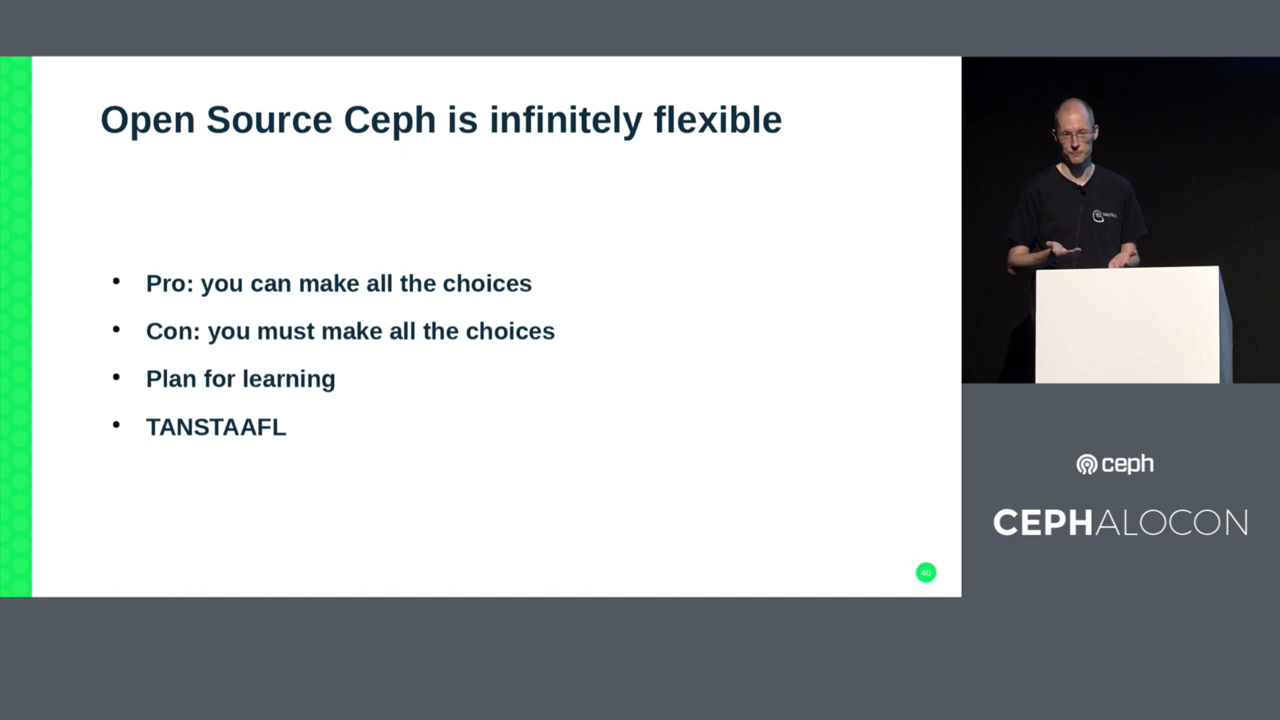 Open Source Ceph is infinitely flexible
• Pro: you can make all the choices
• Con: you must make all the choices
• Plan for learning
• TANSTAAFL
40
ceph
CEPHALOCON